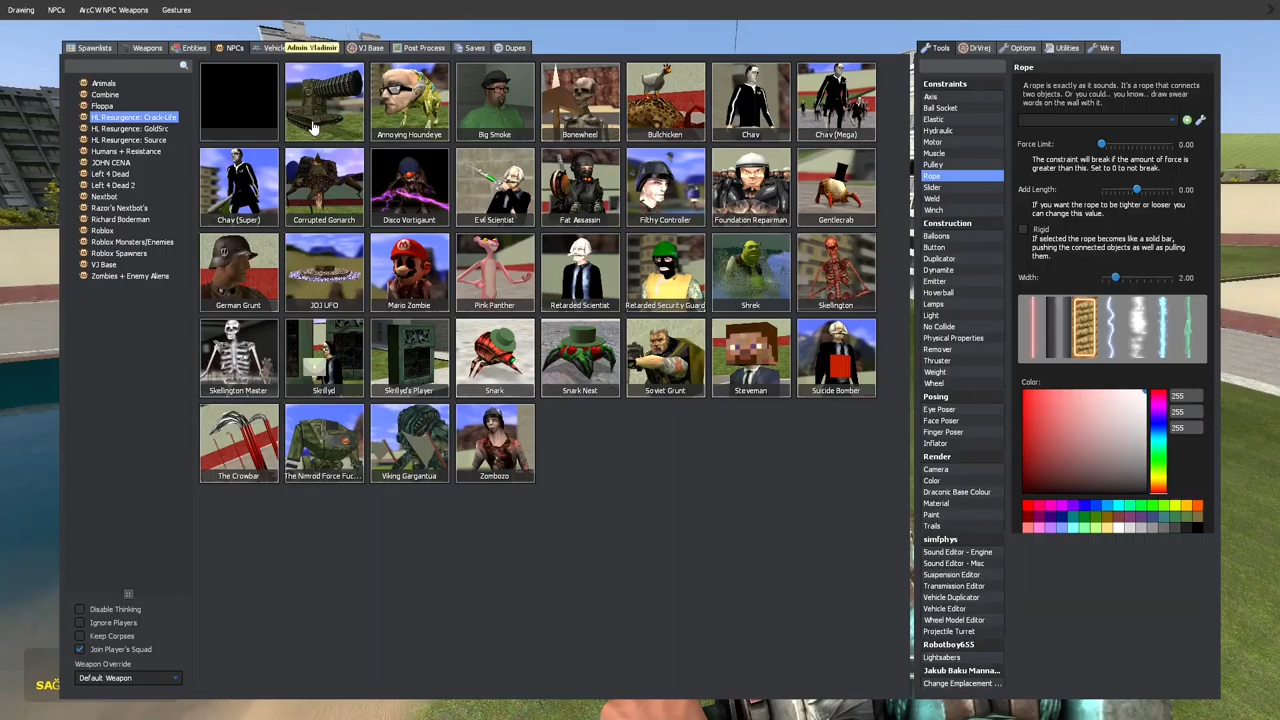 Drawing NPCs ArcCW NPC Weapons Gestures
Spawnlists Weapons Entities NPCs Vehicl Admin Vladimir VJ Base Post Process Saves Dupes
Tools DrVrej Options Utilities Wire
Animals
Combine
Floppa
HL Resurgence: Crack-Life
HL Resurgence: GoldSrc
HL Resurgence: Source
Humans + Resistance
JOHN CENA
Left 4 Dead
Left 4 Dead 2
Nextbot
Razor's Nextbot's
Richard Boderman
Roblox
Roblox Monsters/Enemies
Roblox Spawners
VJ Base
Zombies + Enemy Aliens
Disable Thinking
Ignore Players
Keep Corpses
Join Player's Squad
Weapon Override
Default Weapon
Annoying Houndeye Big Smoke Bonewheel Bullchicken Chav Chav (Mega)
Chav (Super) Corrupted Gonarch Disco Vortigaunt Evil Scientist Fat Assassin Filthy Controller Foundation Repairman Gentlecrab
German Grunt JOJ UFO Mario Zombie Pink Panther Retarded Scientist Retarded Security Guard Shrek Skellington
Skellington Master Skrillyd Skrillyd's Player Snark Snark Nest Soviet Grunt Steveman Suicide Bomber
The Crowbar The Nimrod Force Fuc... Viking Gargantua Zombozo
Constraints
Axis
Ball Socket
Elastic
Hydraulic
Motor
Muscle
Pulley
Rope
Slider
Weld
Winch
Construction
Balloons
Button
Duplicator
Dynamite
Emitter
Hoverball
Lamps
Light
No Collide
Physical Properties
Remover
Thruster
Weight
Wheel
Posing
Eye Poser
Face Poser
Finger Poser
Inflator
Render
Camera
Color
Draconic Base Colour
Material
Paint
Trails
simfphys
Sound Editor - Engine
Sound Editor - Misc
Suspension Editor
Transmission Editor
Vehicle Duplicator
Vehicle Editor
Wheel Model Editor
Projectile Turret
Robotboy655
Lightsabers
Jakub Baku Manna...
Change Emplacement ...
Rope
A rope is exactly as it sounds. It's a rope that connects
two objects. Or you could.. you know.. draw swear
words on the wall with it.
Force Limit: 0.00
The constraint will break if the amount of force is
greater than this. Set to 0 to not break.
Add Length: 0.00
If you want the rope to be tighter or looser you
can change this value.
Rigid
If selected the rope becomes like a solid bar,
pushing the connected objects as well as pulling
them.
Width: 2.00
Color:
255
255
255